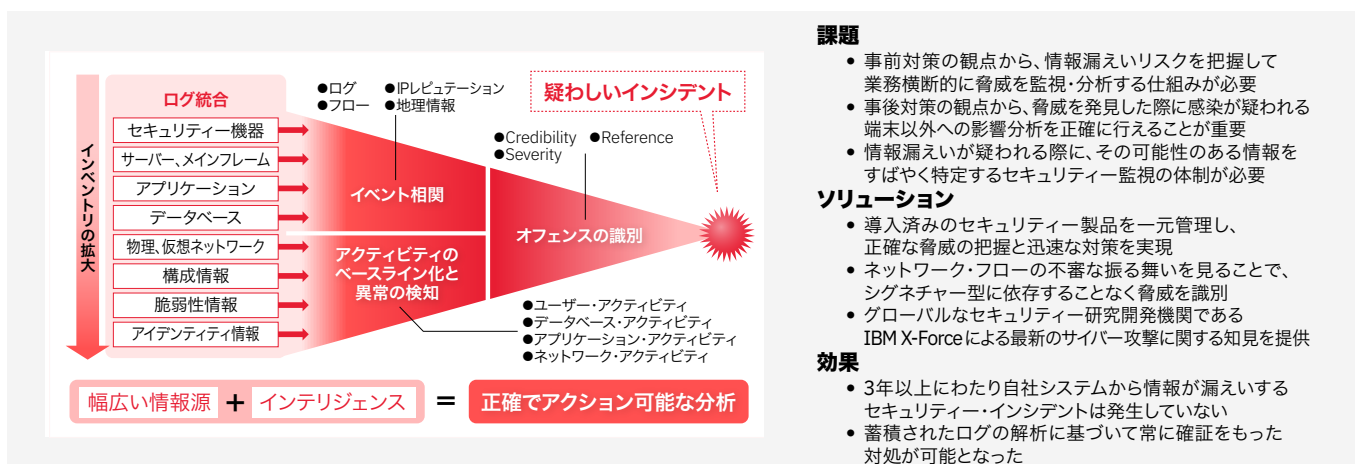 インベントリの拡大
ログ統合
セキュリティー機器
サーバー、メインフレーム
アプリケーション
データベース
物理、仮想ネットワーク
構成情報
脆弱性情報
アイデンティティ情報
●ログ ●IPレピュテーション
●フロー ●地理情報
イベント相関
アクティビティの
ベースライン化と
異常の検知
●Credibility ●Reference
●Severity
オフェンスの識別
疑わしいインシデント
●ユーザー・アクティビティ
●データベース・アクティビティ
●アプリケーション・アクティビティ
●ネットワーク・アクティビティ
幅広い情報源 + インテリジェンス = 正確でアクション可能な分析
課題
• 事前対策の観点から、情報漏えいリスクを把握して
業務横断的に脅威を監視・分析する仕組みが必要
• 事後対策の観点から、脅威を発見した際に感染が疑われる
端末以外への影響分析を正確に行えることが重要
• 情報漏えいが疑われる際に、その可能性のある情報を
すばやく特定するセキュリティー監視の体制が必要
ソリューション
• 導入済みのセキュリティー製品を一元管理し、
正確な脅威の把握と迅速な対策を実現
• ネットワーク・フローの不審な振る舞いを見ることで、
シグネチャー型に依存することなく脅威を識別
• グローバルなセキュリティー研究開発機関である
IBM X-Forceによる最新のサイバー攻撃に関する知見を提供
効果
• 3年以上にわたり自社システムから情報が漏えいする
セキュリティー・インシデントは発生していない
• 蓄積されたログの解析に基づいて常に確証をもった
対処が可能となった